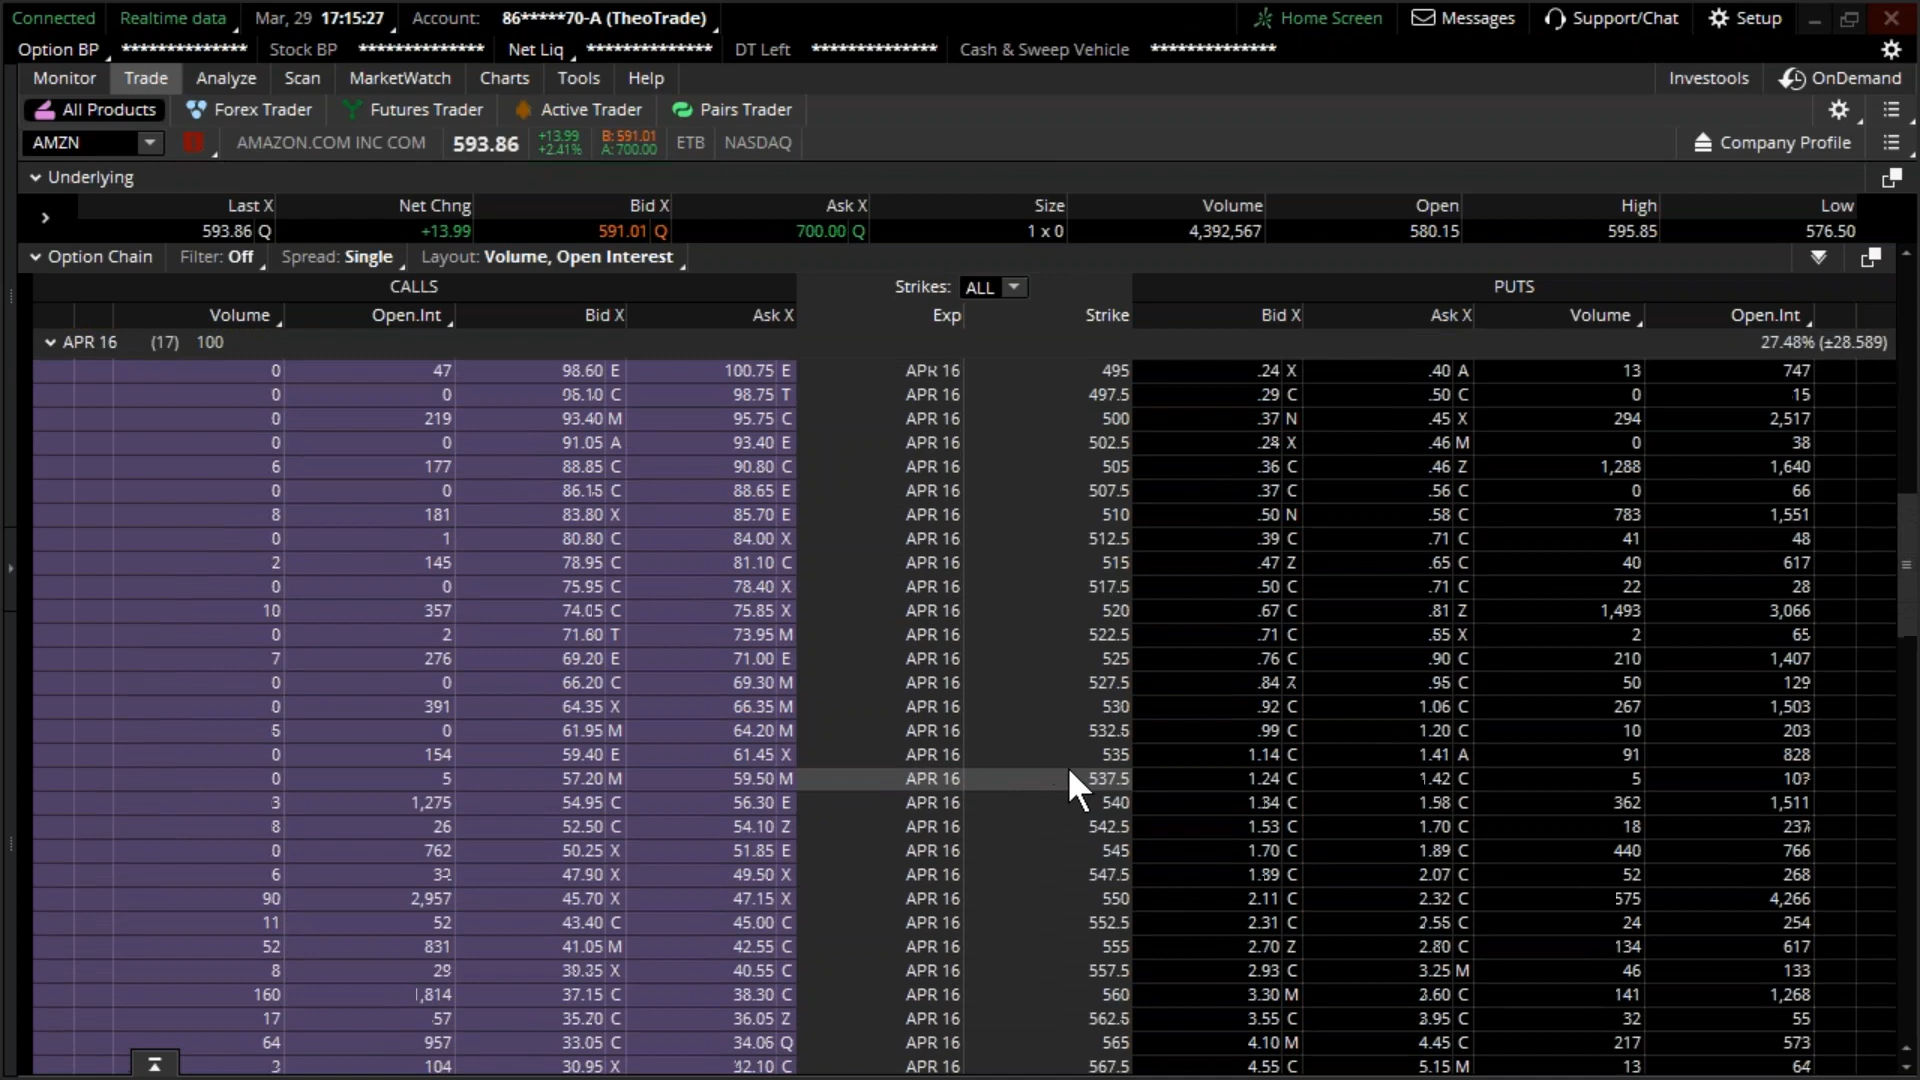 Connected Realtime data Mar, 29 17:15:27 Account: 86*****70-A (TheoTrade) Home Screen Messages Support/Chat Setup
Option BP ************** Stock BP ************** Net Liq ************** DT Left ************** Cash & Sweep Vehicle **************
Monitor Trade Analyze Scan MarketWatch Charts Tools Help Investools OnDemand
All Products Forex Trader Futures Trader Active Trader Pairs Trader
AMZN AMAZON.COM INC COM 593.86 +13.99 +2.41% B: 591.01 A: 700.00 ETB NASDAQ Company Profile
Underlying
Last X Net Chng Bid X Ask X Size Volume Open High Low
593.86 Q +13.99 591.01 Q 700.00 Q 1 x 0 4,392,567 580.15 595.85 576.50
Option Chain Filter: Off Spread: Single Layout: Volume, Open Interest
CALLS Strikes: ALL PUTS
Volume Open.Int Bid X Ask X Exp Strike Bid X Ask X Volume Open.Int
APR 16 (17) 100 27.48% (±28.589)
0 47 98.60 E 100.75 E APR 16 495 .24 X .40 A 13 747
0 0 98.75 T APR 16 497.5 .29 C .50 C 0 15
0 219 93.40 M 95.75 C APR 16 500 .37 N .45 X 294 2,517
0 0 91.05 A 93.40 E APR 16 502.5 X .46 M 0 38
6 177 88.85 C 90.80 C APR 16 505 .36 C .46 Z 1,288 1,640
0 0 86.15 C 88.65 E APR 16 507.5 .37 C .56 C 0 66
8 181 83.80 X 85.70 E APR 16 510 .50 N .58 C 783 1,551
0 1 80.80 C 84.00 X APR 16 512.5 .39 C .71 C 41 48
2 145 78.95 C 81.10 C APR 16 515 .47 Z .65 C 40 617
0 0 75.95 C 78.40 X APR 16 517.5 .50 C .71 C 22 28
10 357 74.05 C 75.85 X APR 16 520 .67 C .81 Z 1,493 3,066
0 2 71.60 T 73.95 M APR 16 522.5 .71 C X 2 65
7 276 69.20 E 71.00 E APR 16 525 .76 C .90 C 210 1,407
0 0 66.20 C 69.30 M APR 16 527.5 .84 .95 C 50 129
0 391 64.35 X 66.35 M APR 16 530 .92 C 1.06 C 267 1,503
5 0 61.95 M 64.20 M APR 16 532.5 .99 C 1.20 C 10 203
0 154 59.40 E 61.45 X APR 16 535 1.14 C 1.41 A 91 828
0 5 57.20 M 59.50 M APR 16 537.5 1.24 C 1.42 C 5
3 1,275 54.95 C 56.30 E APR 16 540 1.34 C 1.58 C 362 1,511
8 26 52.50 C 54.10 Z APR 16 542.5 1.53 C 1.70 C 18
0 762 50.25 X 51.85 E APR 16 545 1.70 C 1.89 C 440 766
6 47.90 X 49.50 X APR 16 547.5 1.89 C 2.07 C 52 268
90 2,957 45.70 X 47.15 X APR 16 550 2.11 C 2.32 C 575 4,266
11 52 43.40 C 45.00 C APR 16 552.5 2.31 C 2.55 C 24 254
52 831 41.05 M 42.55 C APR 16 555 2.70 Z 2.80 C 134 617
8 X 40.55 C APR 16 557.5 2.93 C 3.25 M 46 133
160 1,814 37.15 C 38.30 C APR 16 560 3.30 M 3.60 C 141 1,268
17 57 35.20 C 36.05 Z APR 16 562.5 3.55 C 3.95 C 32 55
64 957 33.05 C 34.06 Q APR 16 565 4.10 M 4.45 C 217 573
3 104 30.95 X C APR 16 567.5 4.55 C 5.15 M 13 64